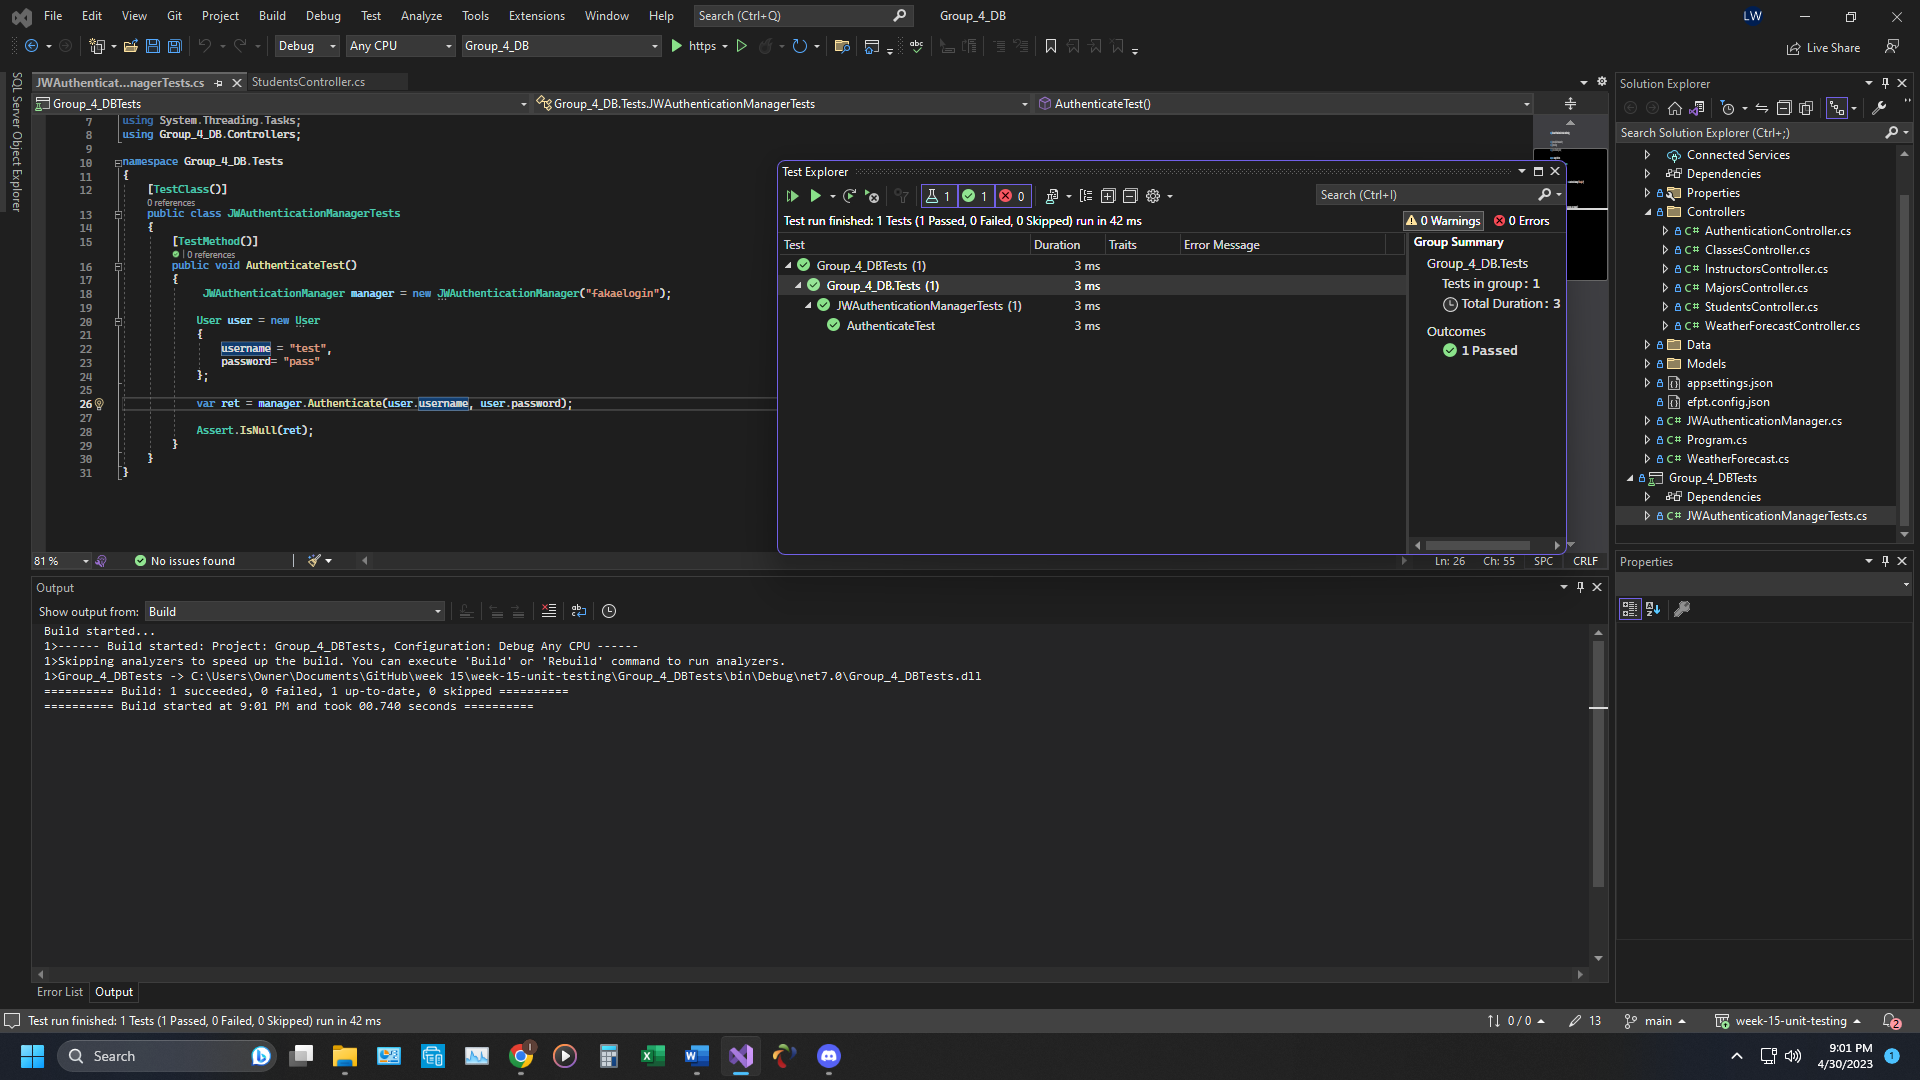 File Edit View Git Project Build Debug Test Analyze Tools Extensions Window Help Search (Ctrl+Q) Group_4_DB LW
Debug Any CPU Group_4_DB https Live Share
SQL Server Object Explorer
JWAuthenticat...nagerTests.cs StudentsController.cs
Group_4_DBTests Group_4_DB.Tests.JWAuthenticationManagerTests AuthenticateTest()
7 using System.Threading.Tasks;
8 using Group_4_DB.Controllers;
9
10 namespace Group_4_DB.Tests
11 {
12 [TestClass()]
0 references
13 public class JWAuthenticationManagerTests
14 {
15 [TestMethod()]
| 0 references
16 public void AuthenticateTest()
17 {
18 JWAuthenticationManager manager = new JWAuthenticationManager("fakaelogin");
19
20 User user = new User
21 {
22 username = "test",
23 password= "pass"
24 };
25
26 var ret = manager.Authenticate(user.username, user.password);
27
28 Assert.IsNull(ret);
29 }
30 }
31 }
81 % No issues found Ln: 26 Ch: 55 SPC CRLF
Test Explorer
1 1 0 Search (Ctrl+I)
Test run finished: 1 Tests (1 Passed, 0 Failed, 0 Skipped) run in 42 ms 0 Warnings 0 Errors
Test Duration Traits Error Message
Group_4_DBTests (1) 3 ms
Group_4_DB.Tests (1) 3 ms
JWAuthenticationManagerTests (1) 3 ms
AuthenticateTest 3 ms
Group Summary
Group_4_DB.Tests
Tests in group: 1
Total Duration: 3
Outcomes
1 Passed
Output
Show output from: Build
Build started...
1>------ Build started: Project: Group_4_DBTests, Configuration: Debug Any CPU ------
1>Skipping analyzers to speed up the build. You can execute 'Build' or 'Rebuild' command to run analyzers.
1>Group_4_DBTests -> C:\Users\Owner\Documents\GitHub\week 15\week-15-unit-testing\Group_4_DBTests\bin\Debug\net7.0\Group_4_DBTests.dll
========== Build: 1 succeeded, 0 failed, 1 up-to-date, 0 skipped ==========
========== Build started at 9:01 PM and took 00.740 seconds ==========
Error List Output
Solution Explorer
Search Solution Explorer (Ctrl+;)
Connected Services
Dependencies
Properties
Controllers
C# AuthenticationController.cs
C# ClassesController.cs
C# InstructorsController.cs
C# MajorsController.cs
C# StudentsController.cs
C# WeatherForecastController.cs
Data
Models
appsettings.json
efpt.config.json
C# JWAuthenticationManager.cs
C# Program.cs
C# WeatherForecast.cs
Group_4_DBTests
Dependencies
C# JWAuthenticationManagerTests.cs
Properties
Test run finished: 1 Tests (1 Passed, 0 Failed, 0 Skipped) run in 42 ms 0 / 0 13 main week-15-unit-testing 2
Search 9:01 PM
4/30/2023 1